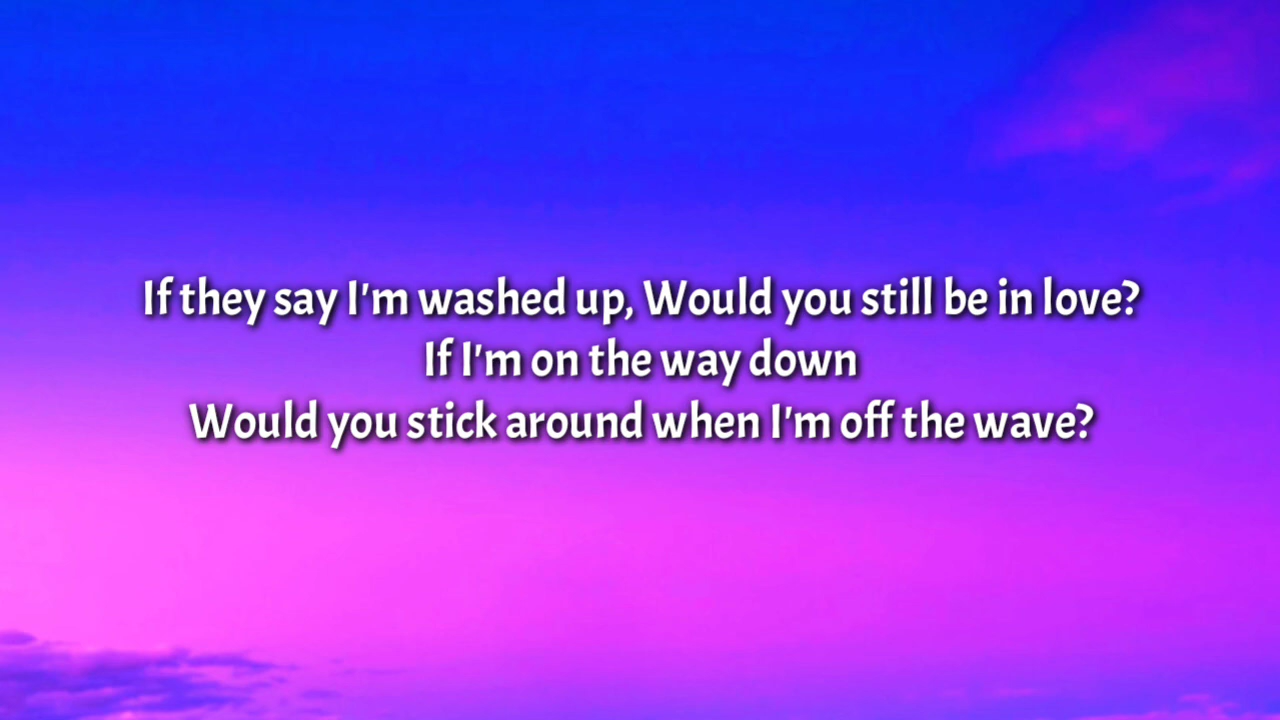 If they say I'm washed up, Would you still be in love?
If I'm on the way down
Would you stick around when I'm off the wave?